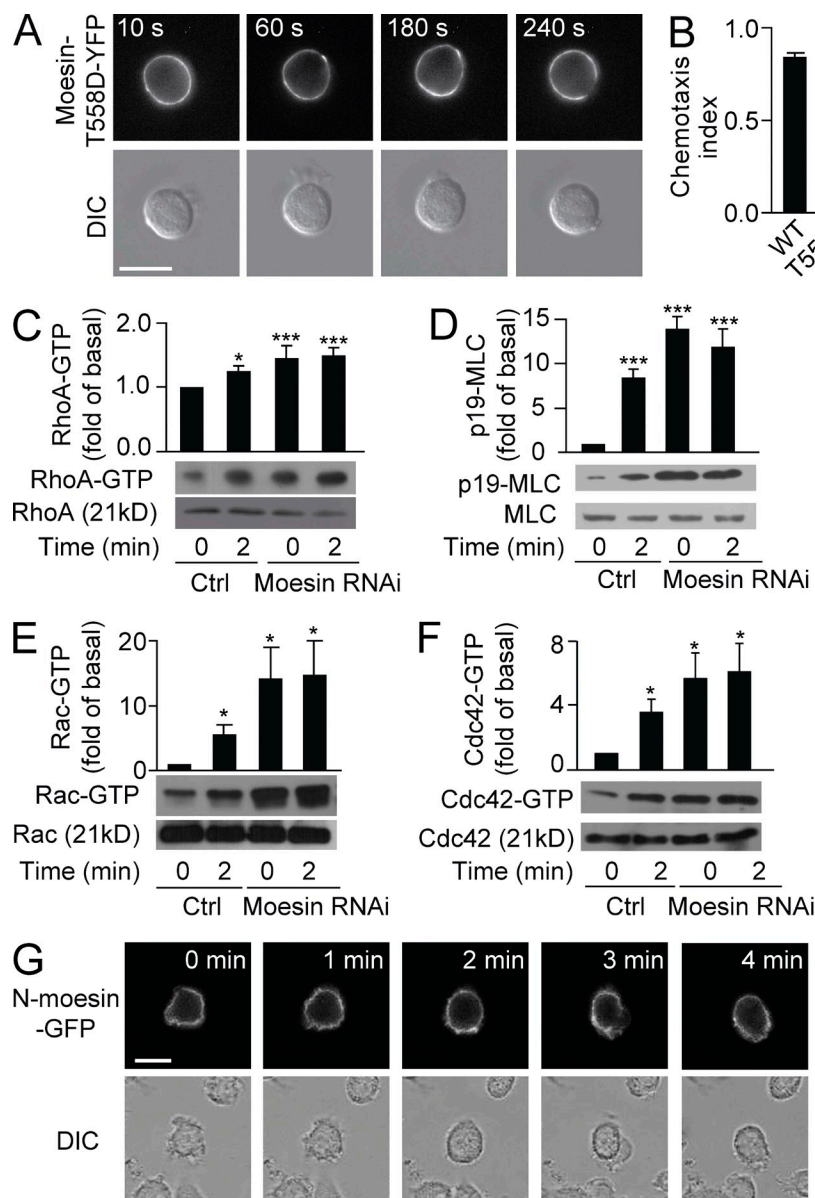 A
Moesin-
T558D-YFP
10 s
60 s
180 s
240 s
DIC
B
Chemotaxis
index
1.0
0.5
0.0
WT
C
RhoA-GTP
(fold of basal)
2.0
1.0
0.0
*
***
***
RhoA-GTP
RhoA (21kD)
Time (min)
0 2 0 2
Ctrl Moesin RNAi
D
p19-MLC
(fold of basal)
15
10
5
0
***
***
***
p19-MLC
MLC
Time (min)
0 2 0 2
Ctrl Moesin RNAi
E
Rac-GTP
(fold of basal)
20
10
0
*
*
*
Rac-GTP
Rac (21kD)
Time (min)
0 2 0 2
Ctrl Moesin RNAi
F
Cdc42-GTP
(fold of basal)
8
4
0
*
*
*
Cdc42-GTP
Cdc42 (21kD)
Time (min)
0 2 0 2
Ctrl Moesin RNAi
G
N-moesin
-GFP
0 min
1 min
2 min
3 min
4 min
DIC